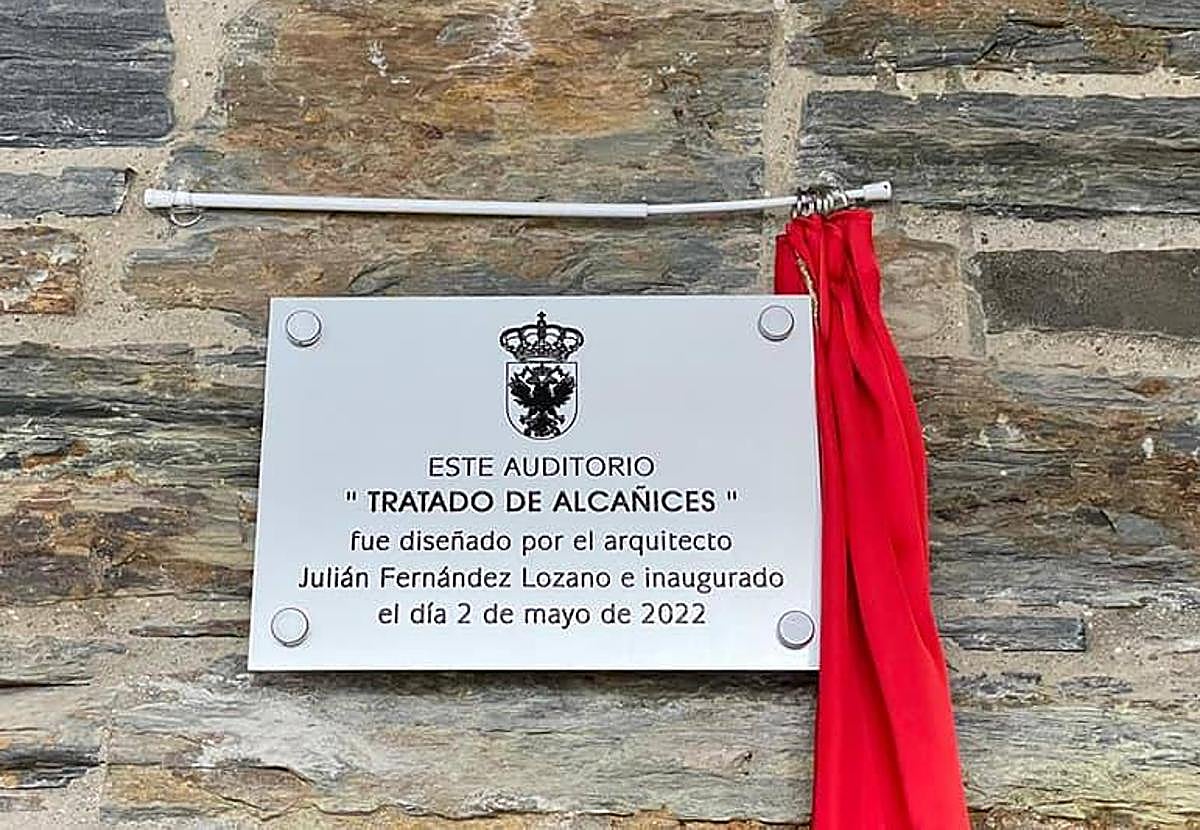 ESTE AUDITORIO
" TRATADO DE ALCAÑICES "
fue diseñado por el arquitecto
Julián Fernández Lozano e inaugurado
el día 2 de mayo de 2022